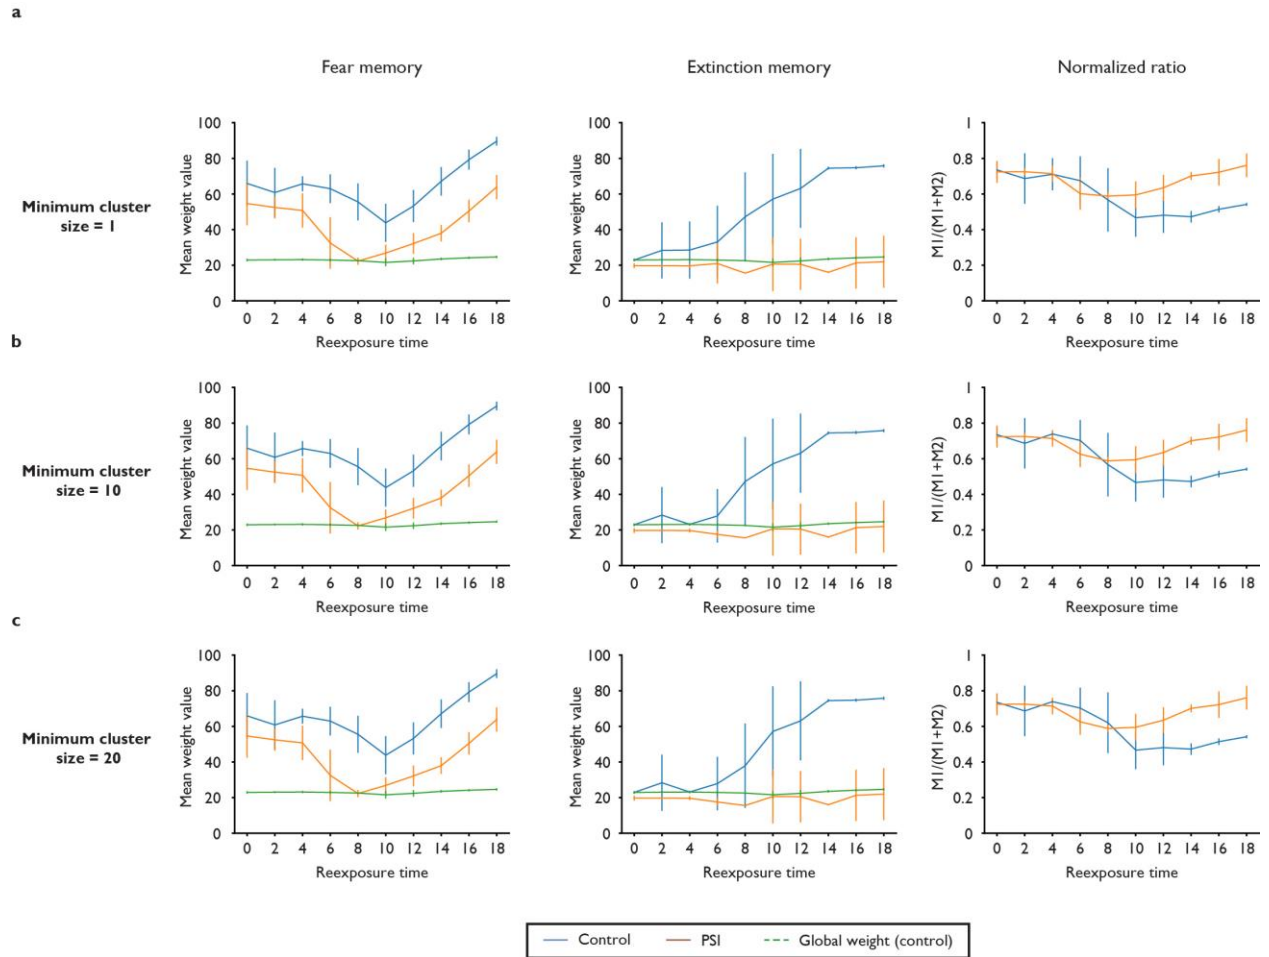 a
Fear memory
Extinction memory
Normalized ratio
Minimum cluster
size = 1
Mean weight value
100
80
60
40
20
0
0 2 4 6 8 10 12 14 16 18
Reexposure time
Mean weight value
100
80
60
40
20
0
0 2 4 6 8 10 12 14 16 18
Reexposure time
M1/(M1+M2)
1
0.8
0.6
0.4
0.2
0
0 2 4 6 8 10 12 14 16 18
Reexposure time
b
Minimum cluster
size = 10
Mean weight value
100
80
60
40
20
0
0 2 4 6 8 10 12 14 16 18
Reexposure time
Mean weight value
100
80
60
40
20
0
0 2 4 6 8 10 12 14 16 18
Reexposure time
M1/(M1+M2)
1
0.8
0.6
0.4
0.2
0
0 2 4 6 8 10 12 14 16 18
Reexposure time
c
Minimum cluster
size = 20
Mean weight value
100
80
60
40
20
0
0 2 4 6 8 10 12 14 16 18
Reexposure time
Mean weight value
100
80
60
40
20
0
0 2 4 6 8 10 12 14 16 18
Reexposure time
M1/(M1+M2)
1
0.8
0.6
0.4
0.2
0
0 2 4 6 8 10 12 14 16 18
Reexposure time
Control PSI Global weight (control)